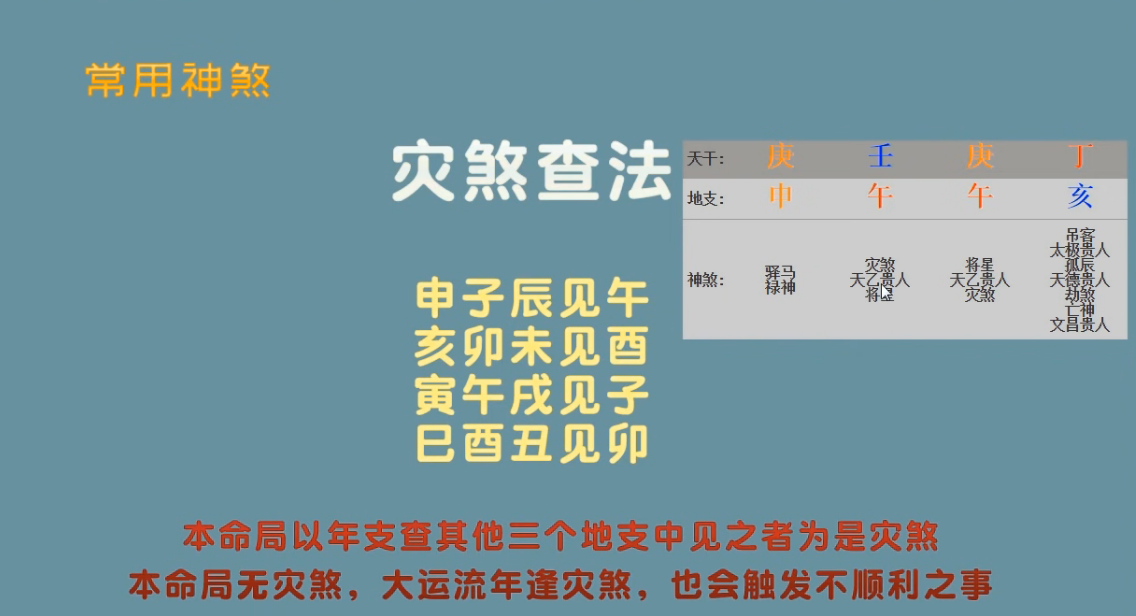 常用神煞
灾煞查法
天干： 庚 壬 庚 丁
地支： 申 午 午 亥
神煞：
驿马
禄神
灾煞
天乙贵人
将星
将星
天乙贵人
灾煞
吊客
太极贵人
孤辰
天德贵人
劫煞
亡神
文昌贵人
申子辰见午
亥卯未见酉
寅午戌见子
巳酉丑见卯
本命局以年支查其他三个地支中见之者为是灾煞
本命局无灾煞，大运流年逢灾煞，也会触发不顺利之事